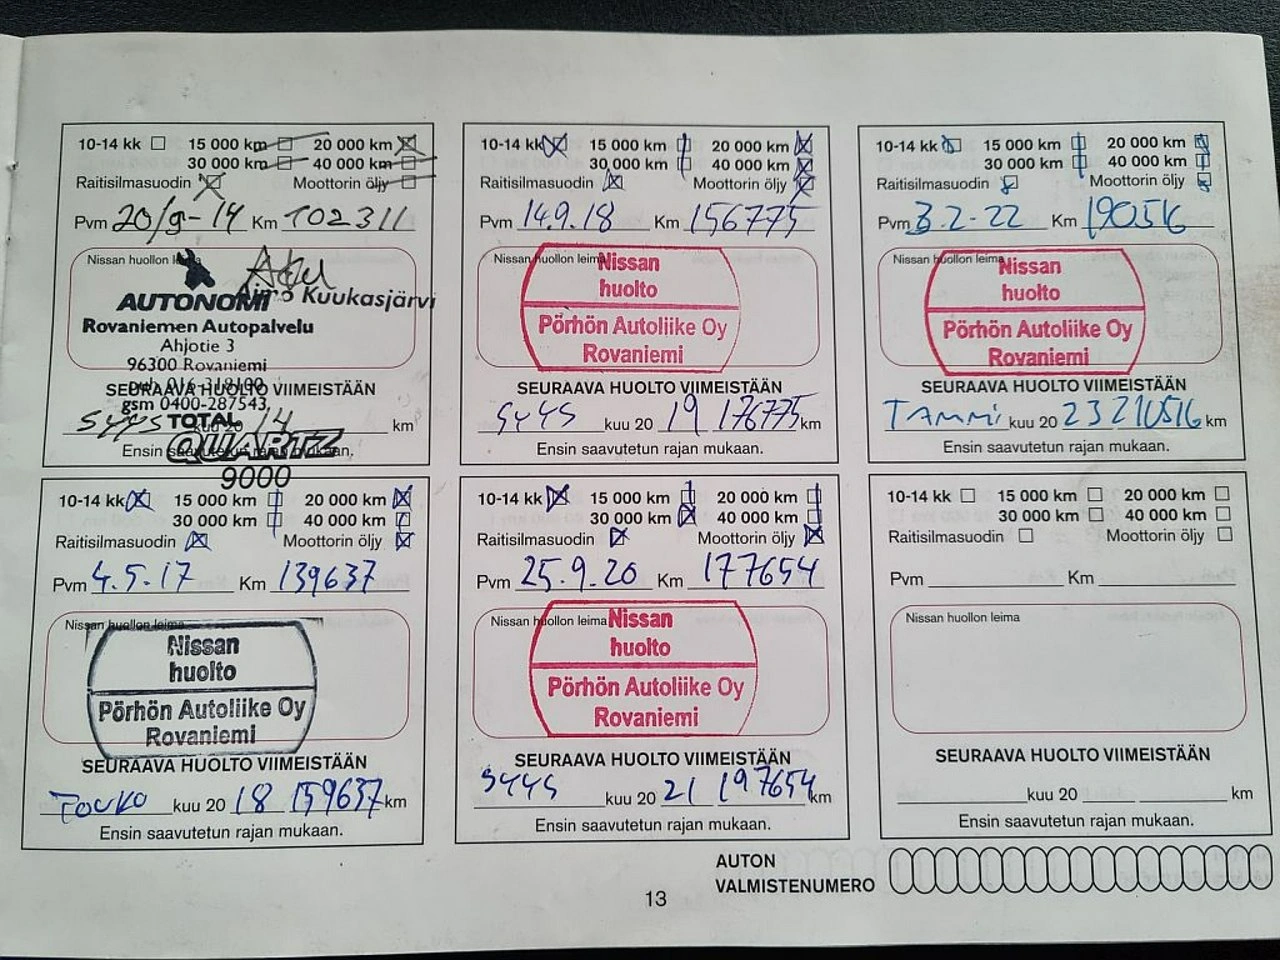 10-14 kk 15 000 km 20 000 km
30 000 km 40 000 km
Raitisilmasuodin Moottorin öljy
Pvm 20/9-14 Km 102311
Nissan huollon leima
AUTONOMI Aimo Kuukasjärvi
Rovaniemen Autopalvelu
Ahjotie 3
96300 Rovaniemi
puh 016-318100
SEURAAVA HUOLTO VIIMEISTÄÄN
gsm 0400-287543
SYYS kuu 20 14 km
TOTAL
Ensin saavutetun rajan mukaan.
QUARTZ
9000
10-14 kk 15 000 km 20 000 km
30 000 km 40 000 km
Raitisilmasuodin Moottorin öljy
Pvm 4.5.17 Km 139637
Nissan huollon leima
Nissan
huolto
Pörhön Autoliike Oy
Rovaniemi
SEURAAVA HUOLTO VIIMEISTÄÄN
TOUKO kuu 20 18 159637 km
Ensin saavutetun rajan mukaan.
10-14 kk 15 000 km 20 000 km
30 000 km 40 000 km
Raitisilmasuodin Moottorin öljy
Pvm 14.9.18 Km 156775
Nissan huollon leima
Nissan
huolto
Pörhön Autoliike Oy
Rovaniemi
SEURAAVA HUOLTO VIIMEISTÄÄN
SYYS kuu 20 19 176775 km
Ensin saavutetun rajan mukaan.
10-14 kk 15 000 km 20 000 km
30 000 km 40 000 km
Raitisilmasuodin Moottorin öljy
Pvm 25.9.20 Km 177654
Nissan huollon leima
Nissan
huolto
Pörhön Autoliike Oy
Rovaniemi
SEURAAVA HUOLTO VIIMEISTÄÄN
SYYS kuu 20 21 197654 km
Ensin saavutetun rajan mukaan.
10-14 kk 15 000 km 20 000 km
30 000 km 40 000 km
Raitisilmasuodin Moottorin öljy
Pvm 3.2.-22 Km 190516
Nissan huollon leima
Nissan
huolto
Pörhön Autoliike Oy
Rovaniemi
SEURAAVA HUOLTO VIIMEISTÄÄN
TAMMI kuu 20 23 210516 km
Ensin saavutetun rajan mukaan.
10-14 kk 15 000 km 20 000 km
30 000 km 40 000 km
Raitisilmasuodin Moottorin öljy
Pvm Km
Nissan huollon leima
SEURAAVA HUOLTO VIIMEISTÄÄN
kuu 20 km
Ensin saavutetun rajan mukaan.
AUTON
VALMISTENUMERO
13